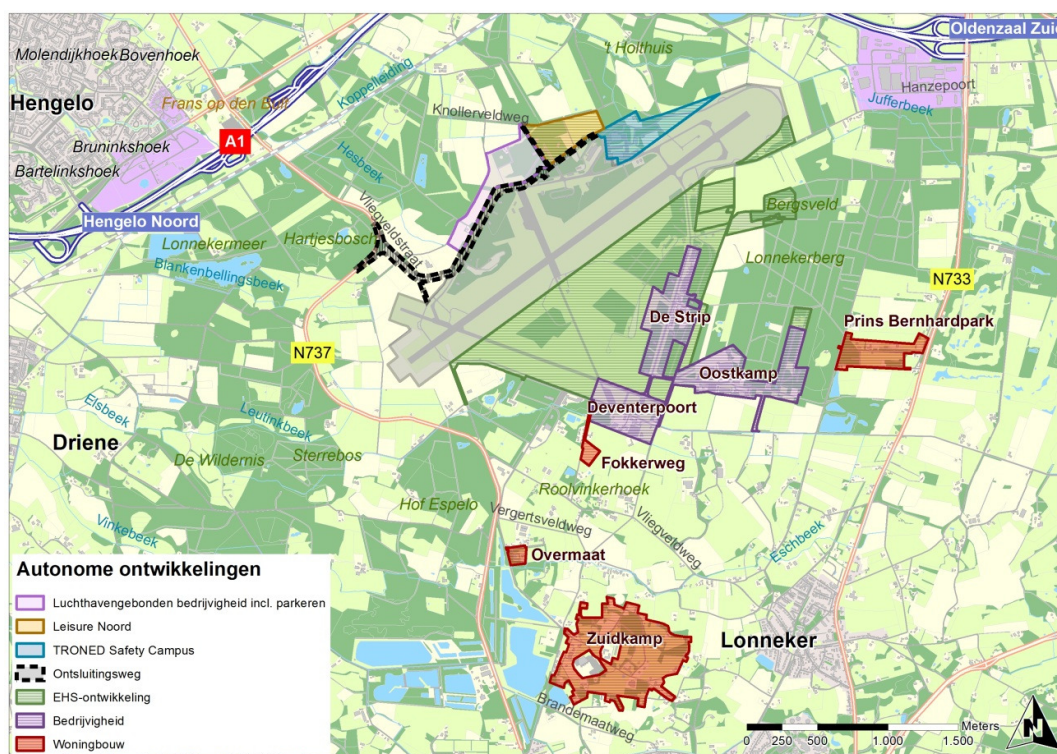 Oldenzaal Zuid
't Holthuis
Molendijkhoek
Bovenhoek
Koppelleiding
Hanzepoort
Hengelo
Frans op den Bult
Knollerveldweg
Jufferbeek
A1
Bruninkshoek
Hesbeek
Bartelinkshoek
Vliegveldstraat
Bergsveld
Hengelo Noord
Lonnekermeer
Hartjesbosch
Lonnekerberg
Blankenbellingsbeek
N733
De Strip
Prins Bernhardpark
N737
Oostkamp
Elsbeek
Leutinkbeek
Deventerpoort
Driene
De Wildernis
Sterrebos
Fokkerweg
Hof Espelo
Roolvinkerhoek
Vergertsveldweg
Vliegveldweg
Vinkebeek
Eschbeek
Overmaat
Zuidkamp
Lonneker
Brandemaatweg
Autonome ontwikkelingen
Luchthavengebonden bedrijvigheid incl. parkeren
Leisure Noord
TRONED Safety Campus
Ontsluitingsweg
EHS-ontwikkeling
Bedrijvigheid
Woningbouw
Meters
0 250 500 1.000 1.500
N